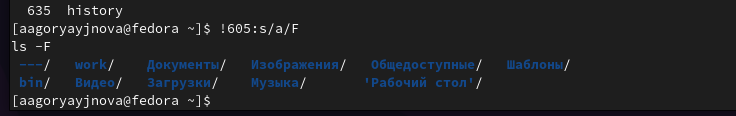 635  history
[aagoryayjnova@fedora ~]$ !605:s/a/F
ls -F
---/   work/    Документы/   Изображения/   Общедоступные/   Шаблоны/
bin/   Видео/   Загрузки/    Музыка/       'Рабочий стол'/
[aagoryayjnova@fedora ~]$